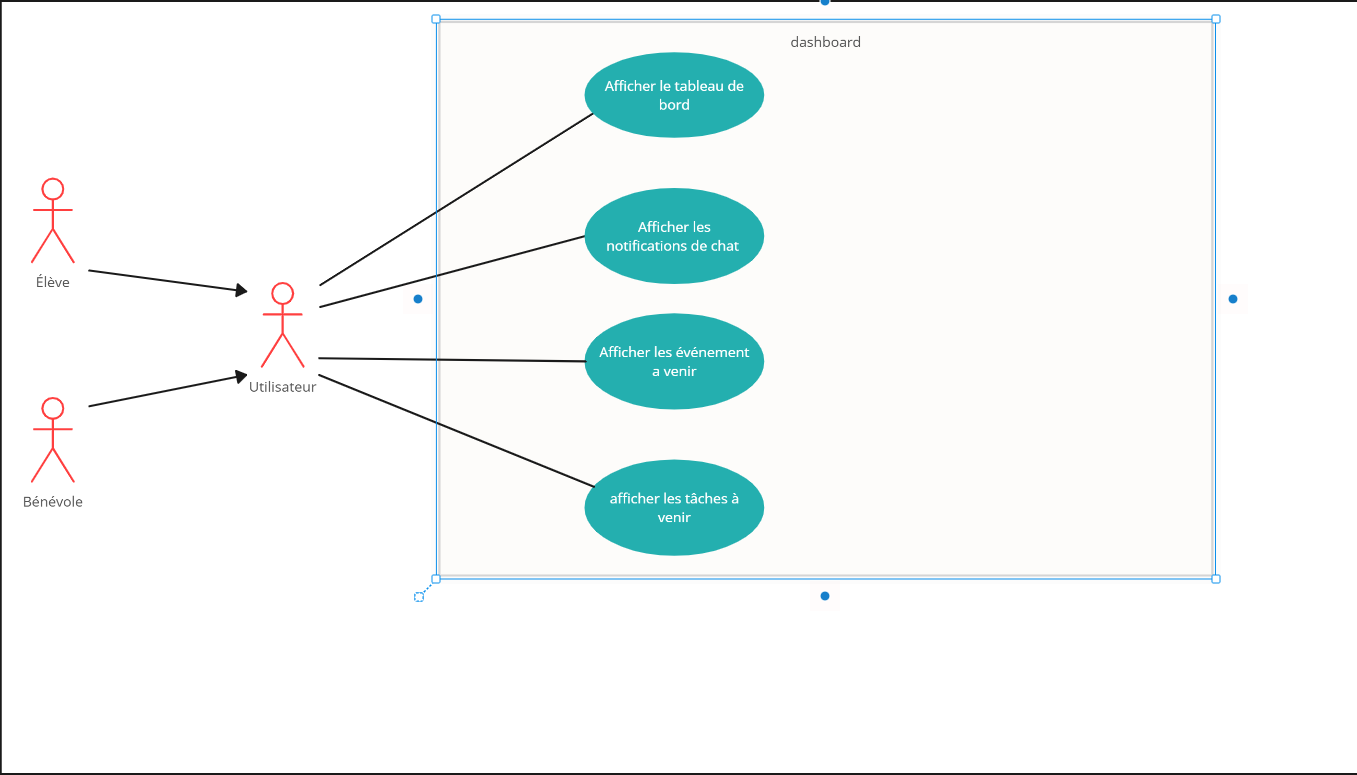 dashboard
Afficher le tableau de
bord
Afficher les
notifications de chat
Élève
Afficher les événement
a venir
Utilisateur
Bénévole
afficher les tâches à
venir